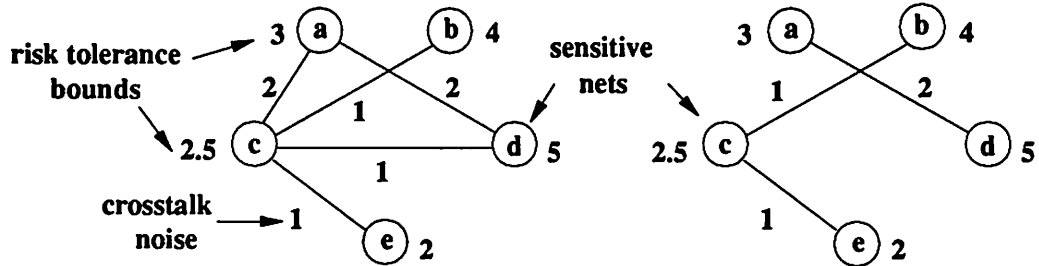 3 a b 4
risk tolerance
bounds
sensitive
nets
2 2
1
2.5 c d 5
1
crosstalk
noise
1
e 2
3 a b 4
1 2
2.5 c d 5
1
e 2